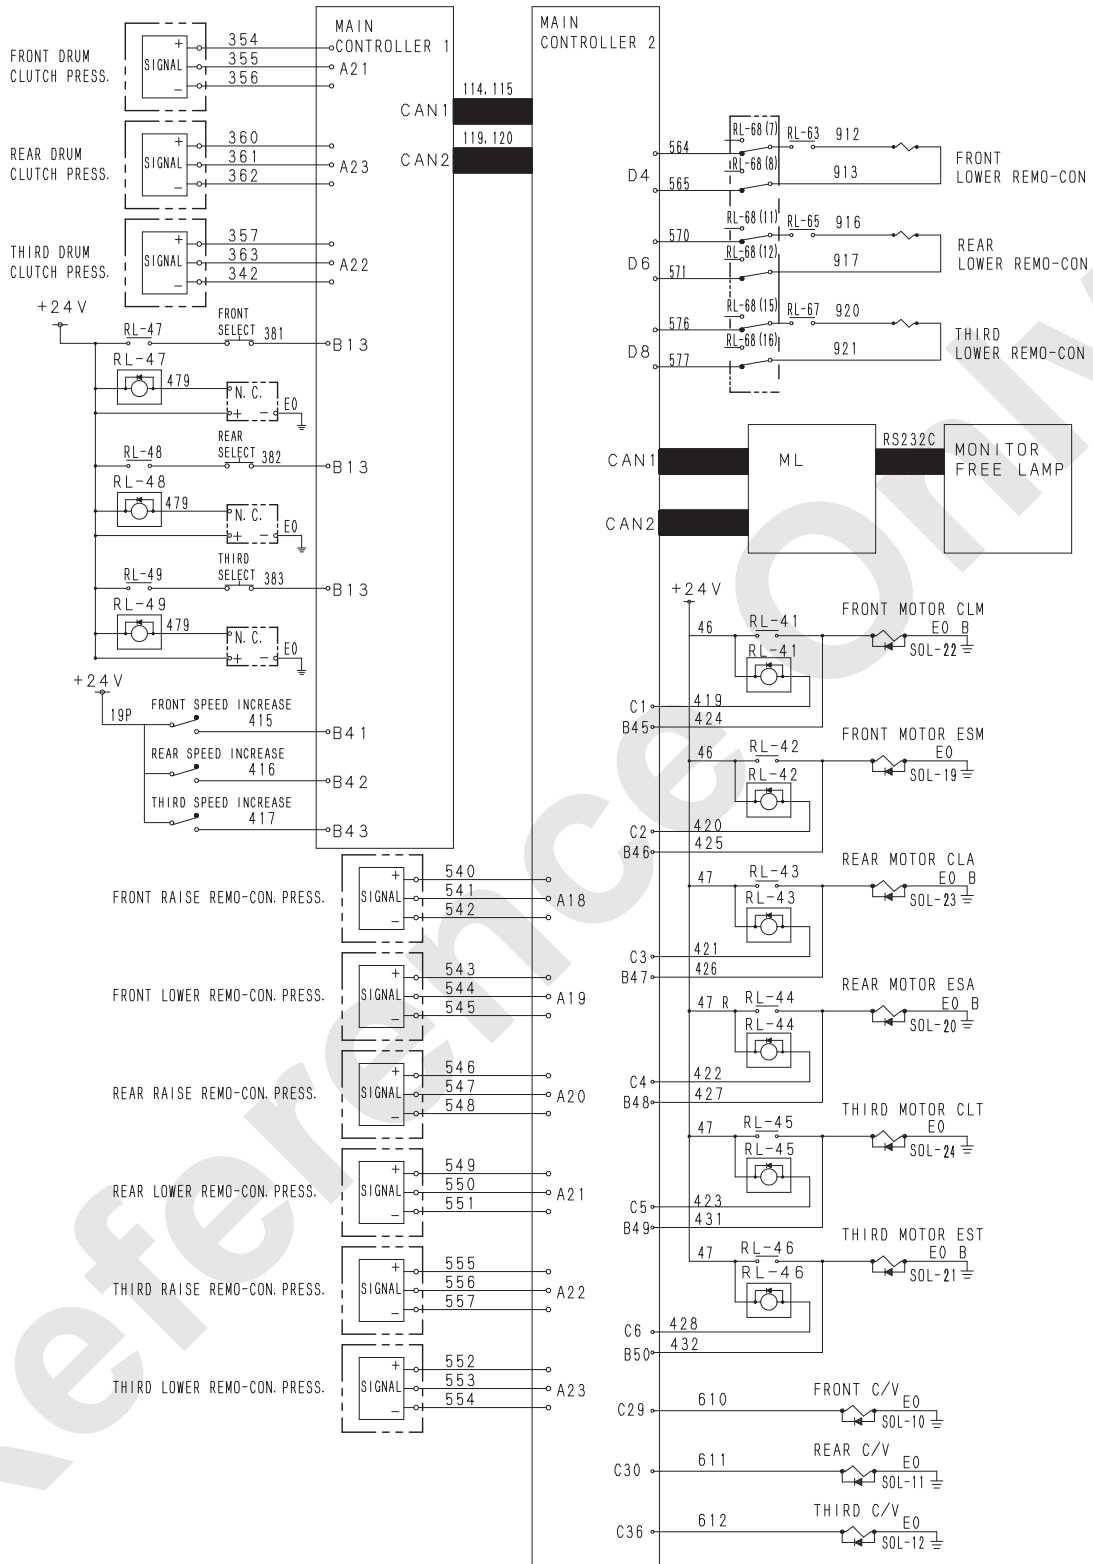 MAIN
CONTROLLER 1
MAIN
CONTROLLER 2
FRONT DRUM
CLUTCH PRESS.
+
SIGNAL
−
354
355
356
A21
REAR DRUM
CLUTCH PRESS.
+
SIGNAL
−
360
361
362
A23
THIRD DRUM
CLUTCH PRESS.
+
SIGNAL
−
357
363
342
A22
CAN1
114, 115
CAN2
119, 120
+24V
RL-47
FRONT
SELECT
381
B13
RL-47
479
N.C.
+ −
E0
RL-48
REAR
SELECT
382
B13
RL-48
479
N.C.
+ −
E0
RL-49
THIRD
SELECT
383
B13
RL-49
479
N.C.
+ −
E0
+24V
19P
FRONT SPEED INCREASE
415
B41
REAR SPEED INCREASE
416
B42
THIRD SPEED INCREASE
417
B43
FRONT RAISE REMO-CON. PRESS.
+
SIGNAL
−
540
541
542
A18
FRONT LOWER REMO-CON. PRESS.
+
SIGNAL
−
543
544
545
A19
REAR RAISE REMO-CON. PRESS.
+
SIGNAL
−
546
547
548
A20
REAR LOWER REMO-CON. PRESS.
+
SIGNAL
−
549
550
551
A21
THIRD RAISE REMO-CON. PRESS.
+
SIGNAL
−
555
556
557
A22
THIRD LOWER REMO-CON. PRESS.
+
SIGNAL
−
552
553
554
A23
D4
564
565
RL-68(7)
RL-68(8)
RL-63
912
913
FRONT
LOWER REMO-CON
D6
570
571
RL-68(11)
RL-68(12)
RL-65
916
917
REAR
LOWER REMO-CON
D8
576
577
RL-68(15)
RL-68(16)
RL-67
920
921
THIRD
LOWER REMO-CON
CAN1
CAN2
ML
RS232C
MONITOR
FREE LAMP
+24V
46
RL-41
RL-41
FRONT MOTOR CLM
E0 B
SOL-22
C1
419
B45
424
46
RL-42
RL-42
FRONT MOTOR ESM
E0
SOL-19
C2
420
B46
425
47
RL-43
RL-43
REAR MOTOR CLA
E0 B
SOL-23
C3
421
B47
426
47 R
RL-44
RL-44
REAR MOTOR ESA
E0 B
SOL-20
C4
422
B48
427
47
RL-45
RL-45
THIRD MOTOR CLT
E0
SOL-24
C5
423
B49
431
47
RL-46
RL-46
THIRD MOTOR EST
E0 B
SOL-21
C6
428
B50
432
C29
610
FRONT C/V
E0
SOL-10
C30
611
REAR C/V
E0
SOL-11
C36
612
THIRD C/V
E0
SOL-12
Reference Only